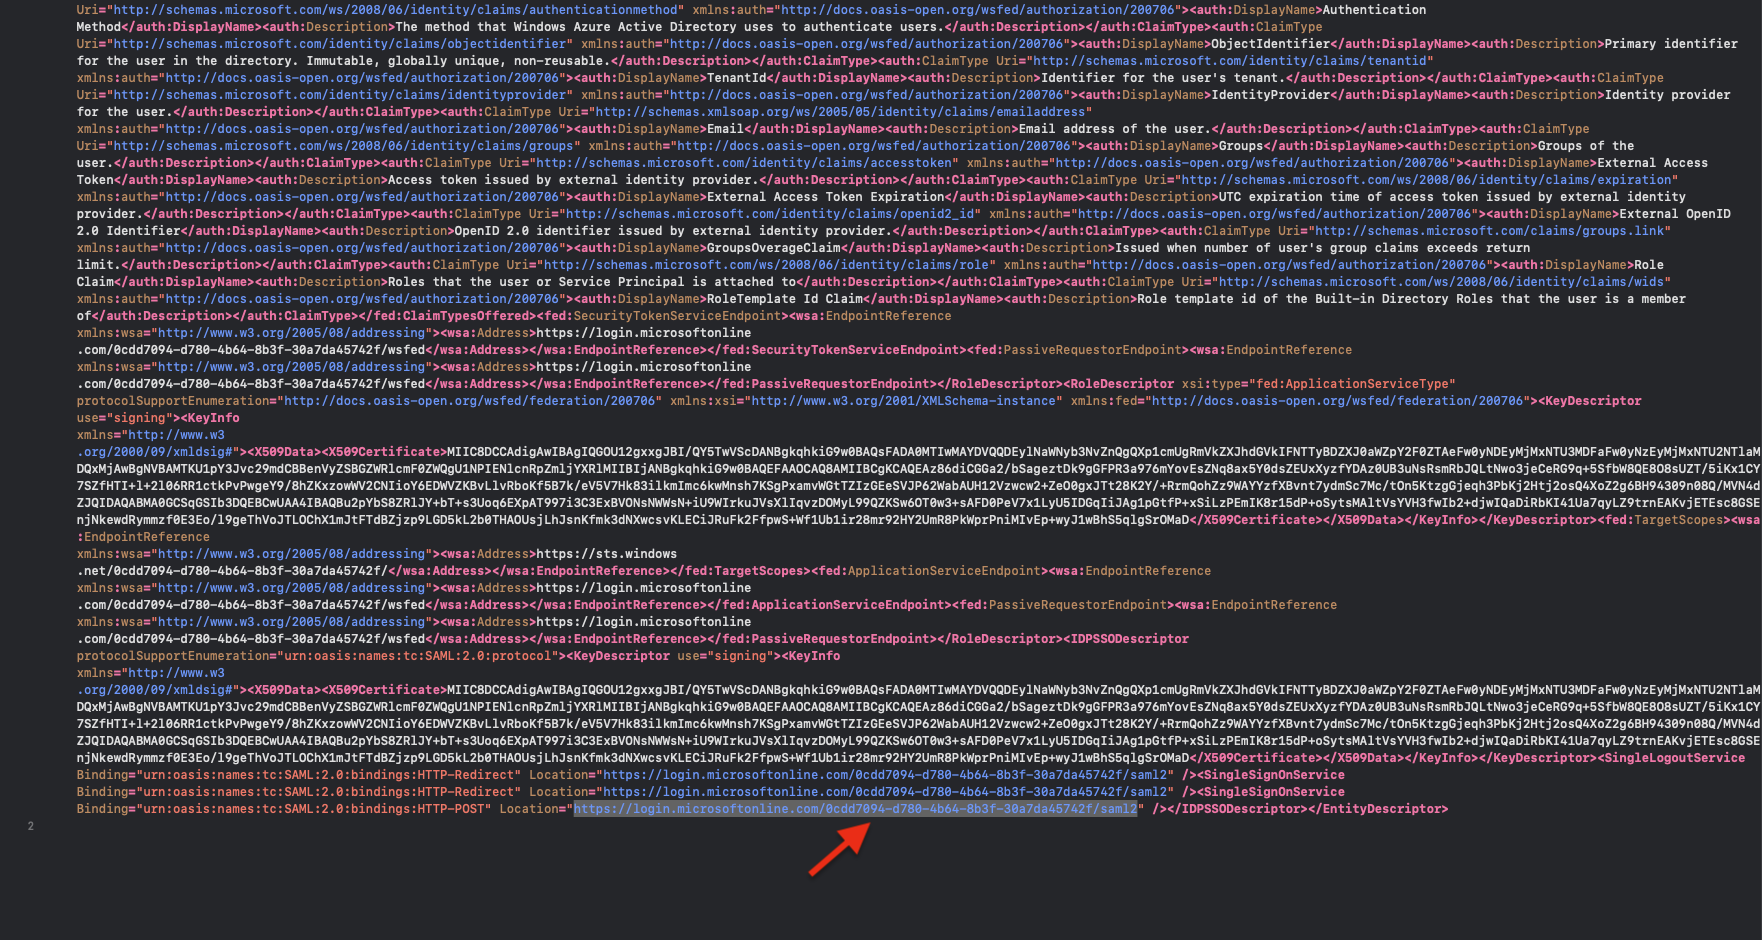 Uri="http://schemas.microsoft.com/ws/2008/06/identity/claims/authenticationmethod" xmlns:auth="http://docs.oasis-open.org/wsfed/authorization/200706"><auth:DisplayName>Authentication
Method</auth:DisplayName><auth:Description>The method that Windows Azure Active Directory uses to authenticate users.</auth:Description></auth:ClaimType><auth:ClaimType
Uri="http://schemas.microsoft.com/identity/claims/objectidentifier" xmlns:auth="http://docs.oasis-open.org/wsfed/authorization/200706"><auth:DisplayName>ObjectIdentifier</auth:DisplayName><auth:Description>Primary identifier
for the user in the directory. Immutable, globally unique, non-reusable.</auth:Description></auth:ClaimType><auth:ClaimType Uri="http://schemas.microsoft.com/identity/claims/tenantid"
xmlns:auth="http://docs.oasis-open.org/wsfed/authorization/200706"><auth:DisplayName>TenantId</auth:DisplayName><auth:Description>Identifier for the user's tenant.</auth:Description></auth:ClaimType><auth:ClaimType
Uri="http://schemas.microsoft.com/identity/claims/identityprovider" xmlns:auth="http://docs.oasis-open.org/wsfed/authorization/200706"><auth:DisplayName>IdentityProvider</auth:DisplayName><auth:Description>Identity provider
for the user.</auth:Description></auth:ClaimType><auth:ClaimType Uri="http://schemas.xmlsoap.org/ws/2005/05/identity/claims/emailaddress"
xmlns:auth="http://docs.oasis-open.org/wsfed/authorization/200706"><auth:DisplayName>Email</auth:DisplayName><auth:Description>Email address of the user.</auth:Description></auth:ClaimType><auth:ClaimType
Uri="http://schemas.microsoft.com/ws/2008/06/identity/claims/groups" xmlns:auth="http://docs.oasis-open.org/wsfed/authorization/200706"><auth:DisplayName>Groups</auth:DisplayName><auth:Description>Groups of the
user.</auth:Description></auth:ClaimType><auth:ClaimType Uri="http://schemas.microsoft.com/identity/claims/accesstoken" xmlns:auth="http://docs.oasis-open.org/wsfed/authorization/200706"><auth:DisplayName>External Access
Token</auth:DisplayName><auth:Description>Access token issued by external identity provider.</auth:Description></auth:ClaimType><auth:ClaimType Uri="http://schemas.microsoft.com/ws/2008/06/identity/claims/expiration"
xmlns:auth="http://docs.oasis-open.org/wsfed/authorization/200706"><auth:DisplayName>External Access Token Expiration</auth:DisplayName><auth:Description>UTC expiration time of access token issued by external identity
provider.</auth:Description></auth:ClaimType><auth:ClaimType Uri="http://schemas.microsoft.com/identity/claims/openid2_id" xmlns:auth="http://docs.oasis-open.org/wsfed/authorization/200706"><auth:DisplayName>External OpenID
2.0 Identifier</auth:DisplayName><auth:Description>OpenID 2.0 identifier issued by external identity provider.</auth:Description></auth:ClaimType><auth:ClaimType Uri="http://schemas.microsoft.com/claims/groups.link"
xmlns:auth="http://docs.oasis-open.org/wsfed/authorization/200706"><auth:DisplayName>GroupsOverageClaim</auth:DisplayName><auth:Description>Issued when number of user's group claims exceeds return
limit.</auth:Description></auth:ClaimType><auth:ClaimType Uri="http://schemas.microsoft.com/ws/2008/06/identity/claims/role" xmlns:auth="http://docs.oasis-open.org/wsfed/authorization/200706"><auth:DisplayName>Role
Claim</auth:DisplayName><auth:Description>Roles that the user or Service Principal is attached to</auth:Description></auth:ClaimType><auth:ClaimType Uri="http://schemas.microsoft.com/ws/2008/06/identity/claims/wids"
xmlns:auth="http://docs.oasis-open.org/wsfed/authorization/200706"><auth:DisplayName>RoleTemplate Id Claim</auth:DisplayName><auth:Description>Role template id of the Built-in Directory Roles that the user is a member
of</auth:Description></auth:ClaimType></fed:ClaimTypesOffered><fed:SecurityTokenServiceEndpoint><wsa:EndpointReference
xmlns:wsa="http://www.w3.org/2005/08/addressing"><wsa:Address>https://login.microsoftonline
.com/0cdd7094-d780-4b64-8b3f-30a7da45742f/wsfed</wsa:Address></wsa:EndpointReference></fed:SecurityTokenServiceEndpoint><fed:PassiveRequestorEndpoint><wsa:EndpointReference
xmlns:wsa="http://www.w3.org/2005/08/addressing"><wsa:Address>https://login.microsoftonline
.com/0cdd7094-d780-4b64-8b3f-30a7da45742f/wsfed</wsa:Address></wsa:EndpointReference></fed:PassiveRequestorEndpoint></RoleDescriptor><RoleDescriptor xsi:type="fed:ApplicationServiceType"
protocolSupportEnumeration="http://docs.oasis-open.org/wsfed/federation/200706" xmlns:xsi="http://www.w3.org/2001/XMLSchema-instance" xmlns:fed="http://docs.oasis-open.org/wsfed/federation/200706"><KeyDescriptor
use="signing"><KeyInfo
xmlns="http://www.w3
.org/2000/09/xmldsig#"><X509Data><X509Certificate>MIIC8DCCAdigAwIBAgIQGOU12gxxgJBI/QY5TwVScDANBgkqhkiG9w0BAQsFADA0MTIwMAYDVQQDEylNaWNyb3NvZnQgQXp1cmUgRmVkZXJhdGVkIFNTTyBDZXJ0aWZpY2F0ZTAeFw0yNDEyMjMxNTU3MDFaFw0yNzEyMjMxNTU2NTlaM
DQxMjAwBgNVBAMTKU1pY3Jvc29mdCBBenVyZSBGZWRlcmF0ZWQgU1NPIENlcnRpZmljYXRlMIIBIjANBgkqhkiG9w0BAQEFAAOCAQ8AMIIBCgKCAQEAz86diCGGa2/bSageztDk9gGFPR3a976mYovEsZNq8ax5Y0dsZEUxXyzfYDAz0UB3uNsRsmRbJQLtNwo3jeCeRG9q+5SfbW8QE8O8sUZT/5iKx1CY
7SZfHTI+l+2l06RR1ctkPvPwgeY9/8hZKxzowWV2CNIioY6EDWVZKBvLlvRboKf5B7k/eV5V7Hk83ilkmImc6kwMnsh7KSgPxamvWGtTZIzGEeSVJP62WabAUH12Vzwcw2+ZeO0gxJTt28K2Y/+RrmQohZz9WAYYzfXBvnt7ydmSc7Mc/tOn5KtzgGjeqh3PbKj2Htj2osQ4XoZ2g6BH94309n08Q/MVN4d
ZJQIDAQABMA0GCSqGSIb3DQEBCwUAA4IBAQBu2pYbS8ZRlJY+bT+s3Uoq6EXpAT997i3C3ExBVONsNWWsN+iU9WIrkuJVsXlIqvzDOMyL99QZKSw6OT0w3+sAFD0PeV7x1LyU5IDGqIiJAg1pGtfP+xSiLzPEmIK8r15dP+oSytsMAltVsYVH3fwIb2+djwIQaDiRbKI41Ua7qyLZ9trnEAKvjETEsc8GSE
njNkewdRymmzf0E3Eo/l9geThVoJTLOChX1mJtFTdBZjzp9LGD5kL2b0THAOUsjLhJsnKfmk3dNXwcsvKLECiJRuFk2FfpwS+Wf1Ub1ir28mr92HY2UmR8PkWprPniMIvEp+wyJ1wBhS5qlgSrOMaD</X509Certificate></X509Data></KeyInfo></KeyDescriptor><fed:TargetScopes><wsa
:EndpointReference
xmlns:wsa="http://www.w3.org/2005/08/addressing"><wsa:Address>https://sts.windows
.net/0cdd7094-d780-4b64-8b3f-30a7da45742f/</wsa:Address></wsa:EndpointReference></fed:TargetScopes><fed:ApplicationServiceEndpoint><wsa:EndpointReference
xmlns:wsa="http://www.w3.org/2005/08/addressing"><wsa:Address>https://login.microsoftonline
.com/0cdd7094-d780-4b64-8b3f-30a7da45742f/wsfed</wsa:Address></wsa:EndpointReference></fed:ApplicationServiceEndpoint><fed:PassiveRequestorEndpoint><wsa:EndpointReference
xmlns:wsa="http://www.w3.org/2005/08/addressing"><wsa:Address>https://login.microsoftonline
.com/0cdd7094-d780-4b64-8b3f-30a7da45742f/wsfed</wsa:Address></wsa:EndpointReference></fed:PassiveRequestorEndpoint></RoleDescriptor><IDPSSODescriptor
protocolSupportEnumeration="urn:oasis:names:tc:SAML:2.0:protocol"><KeyDescriptor use="signing"><KeyInfo
xmlns="http://www.w3
.org/2000/09/xmldsig#"><X509Data><X509Certificate>MIIC8DCCAdigAwIBAgIQGOU12gxxgJBI/QY5TwVScDANBgkqhkiG9w0BAQsFADA0MTIwMAYDVQQDEylNaWNyb3NvZnQgQXp1cmUgRmVkZXJhdGVkIFNTTyBDZXJ0aWZpY2F0ZTAeFw0yNDEyMjMxNTU3MDFaFw0yNzEyMjMxNTU2NTlaM
DQxMjAwBgNVBAMTKU1pY3Jvc29mdCBBenVyZSBGZWRlcmF0ZWQgU1NPIENlcnRpZmljYXRlMIIBIjANBgkqhkiG9w0BAQEFAAOCAQ8AMIIBCgKCAQEAz86diCGGa2/bSageztDk9gGFPR3a976mYovEsZNq8ax5Y0dsZEUxXyzfYDAz0UB3uNsRsmRbJQLtNwo3jeCeRG9q+5SfbW8QE8O8sUZT/5iKx1CY
7SZfHTI+l+2l06RR1ctkPvPwgeY9/8hZKxzowWV2CNIioY6EDWVZKBvLlvRboKf5B7k/eV5V7Hk83ilkmImc6kwMnsh7KSgPxamvWGtTZIzGEeSVJP62WabAUH12Vzwcw2+ZeO0gxJTt28K2Y/+RrmQohZz9WAYYzfXBvnt7ydmSc7Mc/tOn5KtzgGjeqh3PbKj2Htj2osQ4XoZ2g6BH94309n08Q/MVN4d
ZJQIDAQABMA0GCSqGSIb3DQEBCwUAA4IBAQBu2pYbS8ZRlJY+bT+s3Uoq6EXpAT997i3C3ExBVONsNWWsN+iU9WIrkuJVsXlIqvzDOMyL99QZKSw6OT0w3+sAFD0PeV7x1LyU5IDGqIiJAg1pGtfP+xSiLzPEmIK8r15dP+oSytsMAltVsYVH3fwIb2+djwIQaDiRbKI41Ua7qyLZ9trnEAKvjETEsc8GSE
njNkewdRymmzf0E3Eo/l9geThVoJTLOChX1mJtFTdBZjzp9LGD5kL2b0THAOUsjLhJsnKfmk3dNXwcsvKLECiJRuFk2FfpwS+Wf1Ub1ir28mr92HY2UmR8PkWprPniMIvEp+wyJ1wBhS5qlgSrOMaD</X509Certificate></X509Data></KeyInfo></KeyDescriptor><SingleLogoutService
Binding="urn:oasis:names:tc:SAML:2.0:bindings:HTTP-Redirect" Location="https://login.microsoftonline.com/0cdd7094-d780-4b64-8b3f-30a7da45742f/saml2" /><SingleSignOnService
Binding="urn:oasis:names:tc:SAML:2.0:bindings:HTTP-Redirect" Location="https://login.microsoftonline.com/0cdd7094-d780-4b64-8b3f-30a7da45742f/saml2" /><SingleSignOnService
Binding="urn:oasis:names:tc:SAML:2.0:bindings:HTTP-POST" Location="https://login.microsoftonline.com/0cdd7094-d780-4b64-8b3f-30a7da45742f/saml2" /></IDPSSODescriptor></EntityDescriptor>
2